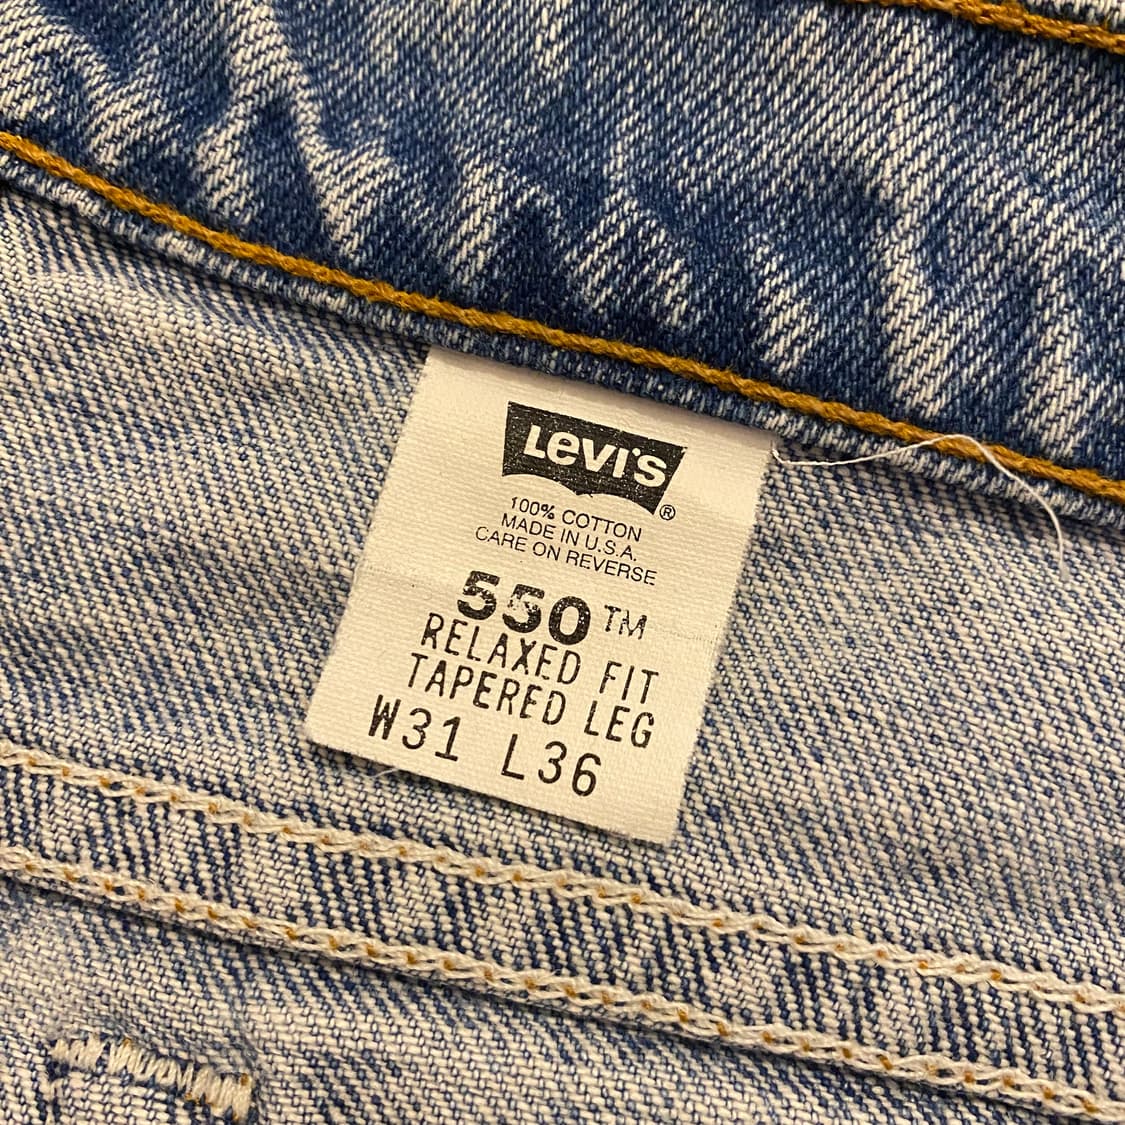 Levi's ®
100% COTTON
MADE IN U.S.A.
CARE ON REVERSE
550™
RELAXED FIT
TAPERED LEG
W31 L36